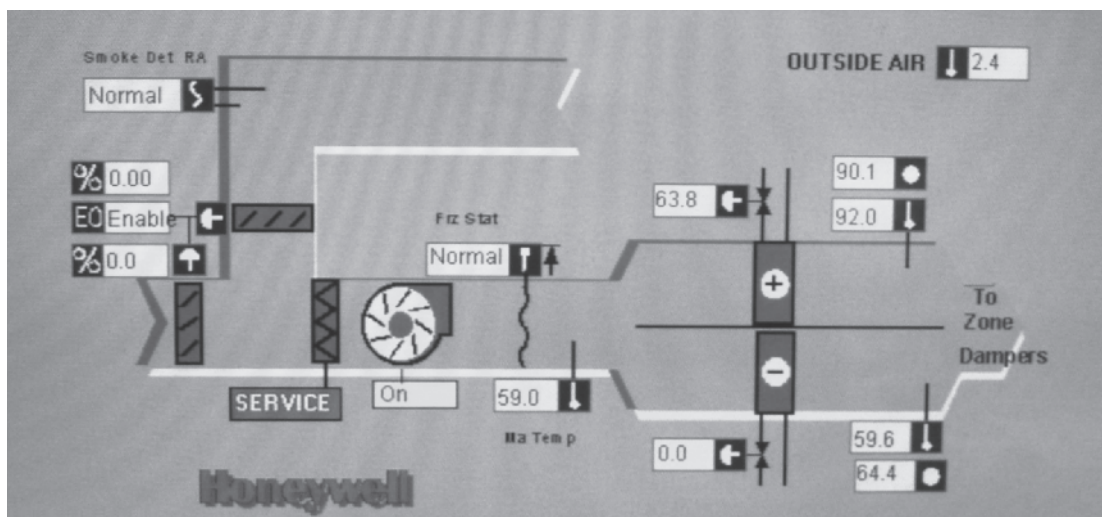 Smoke Det RA
Normal
OUTSIDE AIR 2.4
% 0.00
EO Enable
% 0.0
63.8
90.1
92.0
Frz Stat
Normal
To
Zone
Dampers
SERVICE
On
59.0
Ma Temp
0.0
59.6
64.4
Honeywell